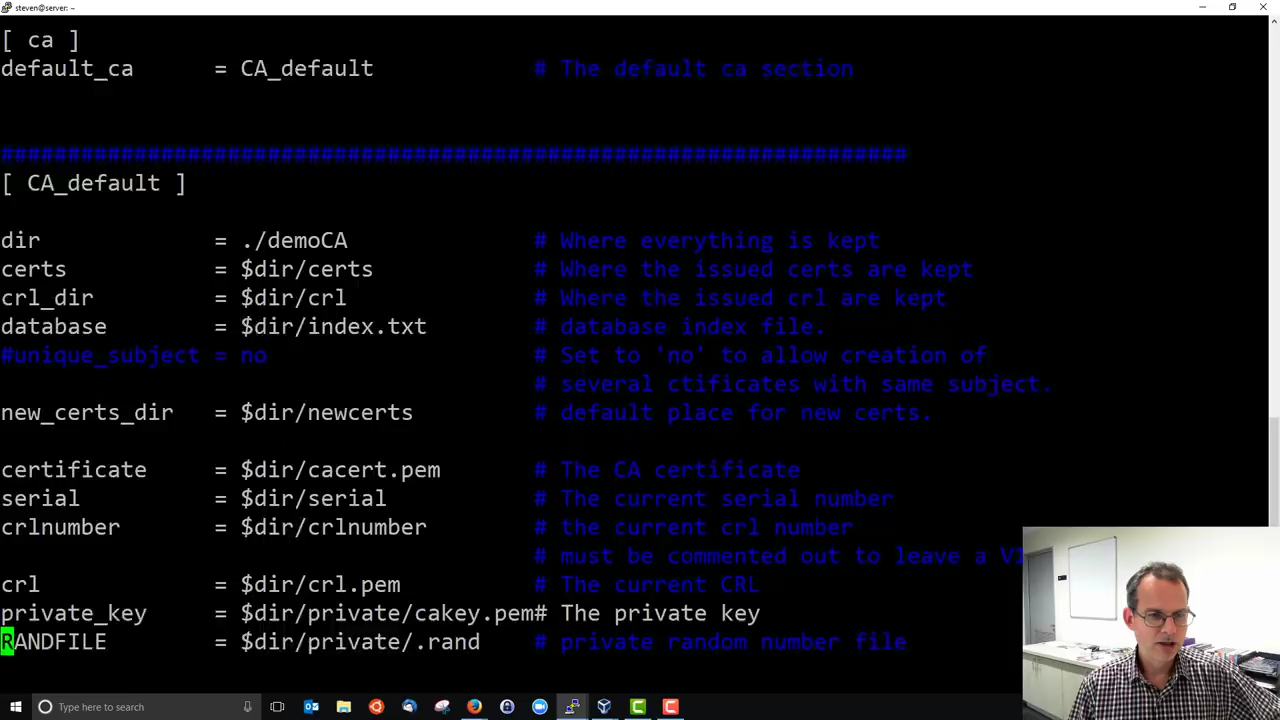 steven@server: ~
[ ca ]
default_ca = CA_default # The default ca section
####################################################################
[ CA_default ]
dir = ./demoCA # Where everything is kept
certs = $dir/certs # Where the issued certs are kept
crl_dir = $dir/crl # Where the issued crl are kept
database = $dir/index.txt # database index file.
#unique_subject = no # Set to 'no' to allow creation of
# several ctificates with same subject.
new_certs_dir = $dir/newcerts # default place for new certs.
certificate = $dir/cacert.pem # The CA certificate
serial = $dir/serial # The current serial number
crlnumber = $dir/crlnumber # the current crl number
# must be commented out to leave a V1
crl = $dir/crl.pem # The current CRL
private_key = $dir/private/cakey.pem# The private key
RANDFILE = $dir/private/.rand # private random number file
Type here to search